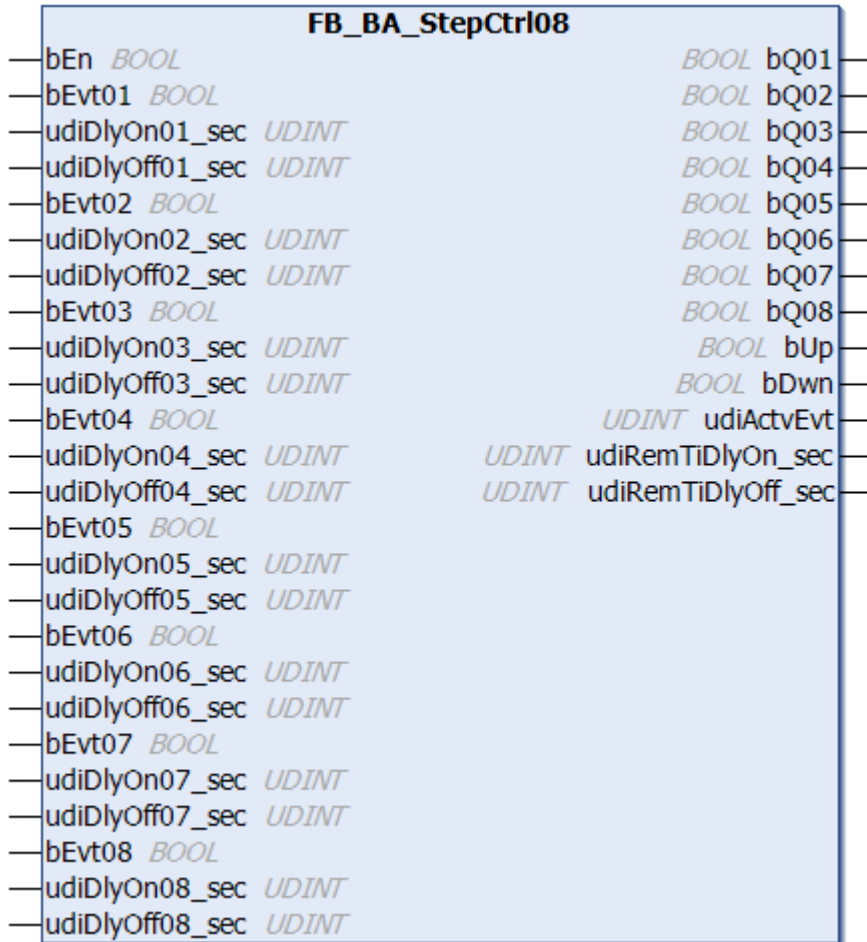 FB_BA_StepCtrl08
bEn BOOL BOOL bQ01
bEvt01 BOOL BOOL bQ02
udiDlyOn01_sec UDINT BOOL bQ03
udiDlyOff01_sec UDINT BOOL bQ04
bEvt02 BOOL BOOL bQ05
udiDlyOn02_sec UDINT BOOL bQ06
udiDlyOff02_sec UDINT BOOL bQ07
bEvt03 BOOL BOOL bQ08
udiDlyOn03_sec UDINT BOOL bUp
udiDlyOff03_sec UDINT BOOL bDwn
bEvt04 BOOL UDINT udiActvEvt
udiDlyOn04_sec UDINT UDINT udiRemTiDlyOn_sec
udiDlyOff04_sec UDINT UDINT udiRemTiDlyOff_sec
bEvt05 BOOL
udiDlyOn05_sec UDINT
udiDlyOff05_sec UDINT
bEvt06 BOOL
udiDlyOn06_sec UDINT
udiDlyOff06_sec UDINT
bEvt07 BOOL
udiDlyOn07_sec UDINT
udiDlyOff07_sec UDINT
bEvt08 BOOL
udiDlyOn08_sec UDINT
udiDlyOff08_sec UDINT